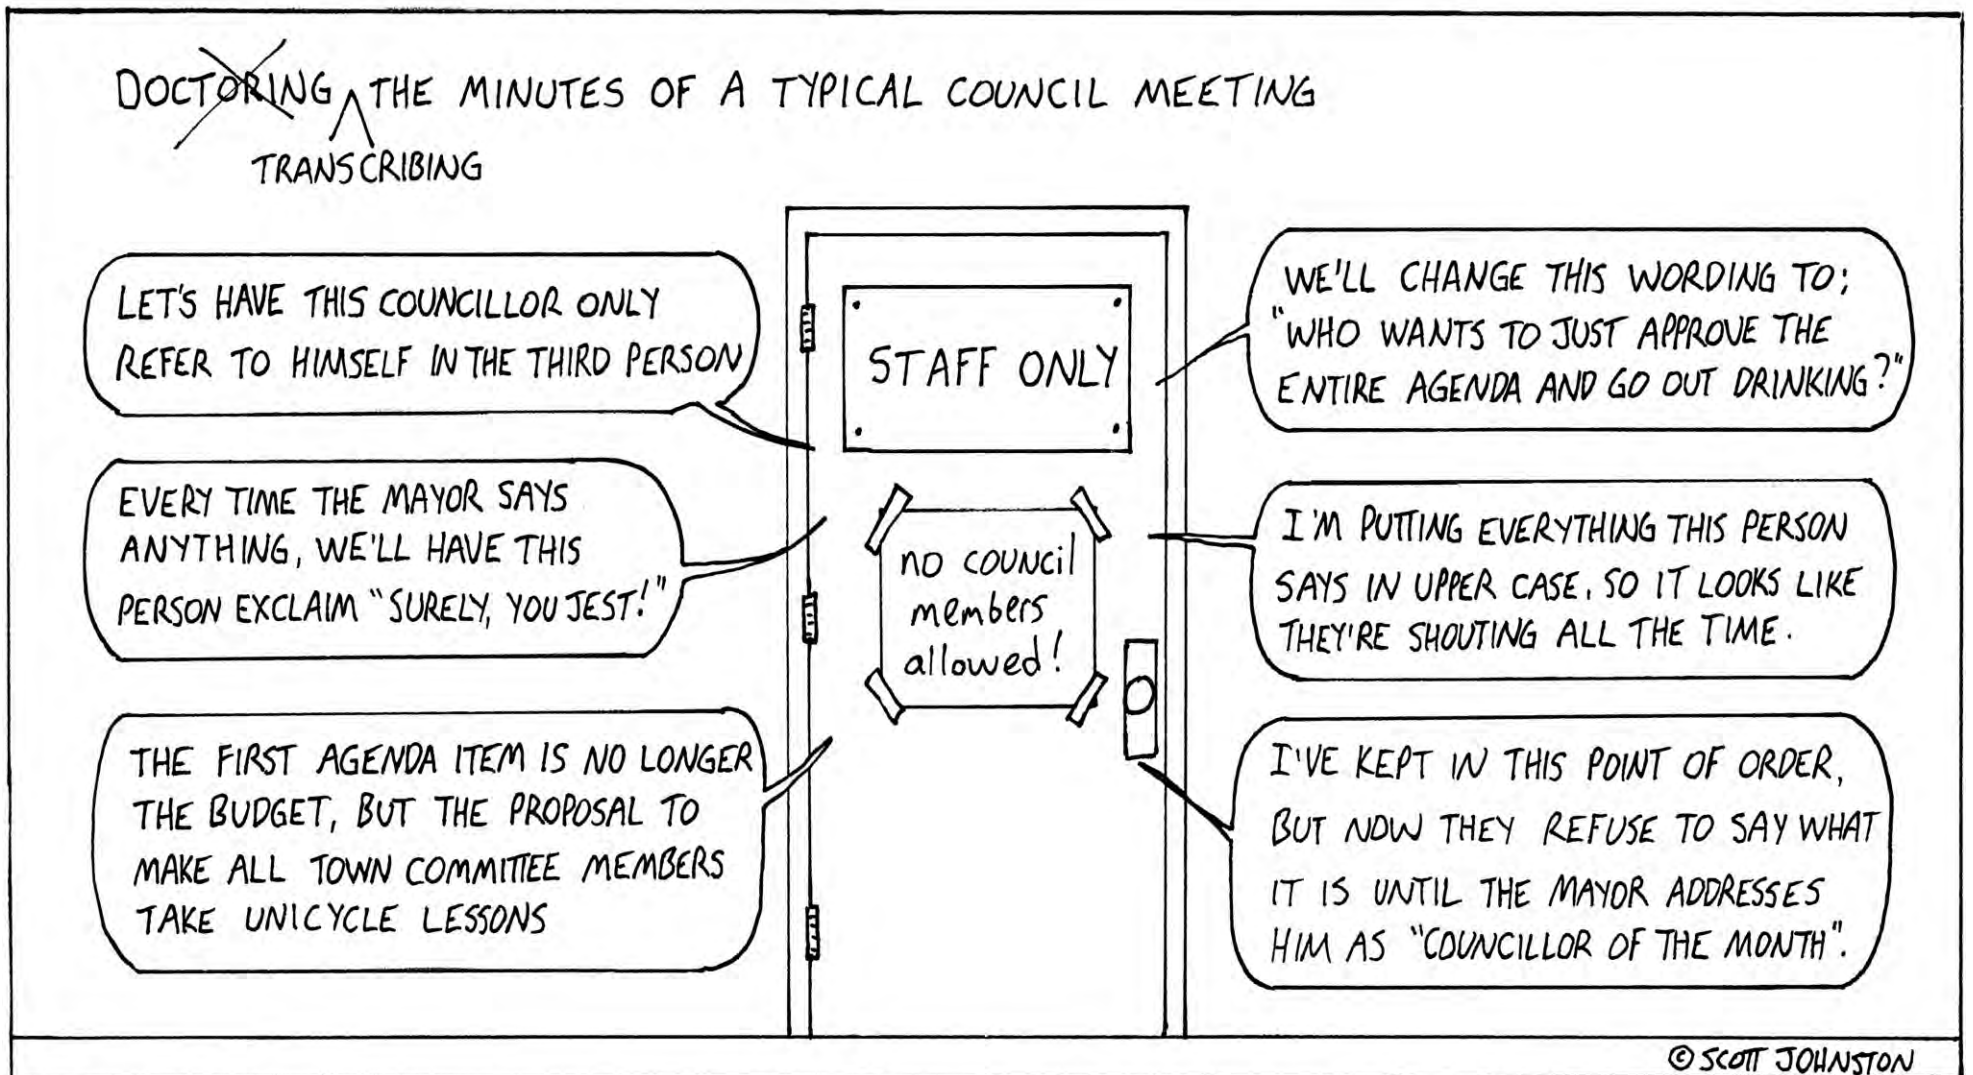 DOCTORING THE MINUTES OF A TYPICAL COUNCIL MEETING
TRANSCRIBING
LET'S HAVE THIS COUNCILLOR ONLY
REFER TO HIMSELF IN THE THIRD PERSON
EVERY TIME THE MAYOR SAYS
ANYTHING, WE'LL HAVE THIS
PERSON EXCLAIM "SURELY, YOU JEST!"
THE FIRST AGENDA ITEM IS NO LONGER
THE BUDGET, BUT THE PROPOSAL TO
MAKE ALL TOWN COMMITTEE MEMBERS
TAKE UNICYCLE LESSONS
STAFF ONLY
no council
members
allowed!
WE'LL CHANGE THIS WORDING TO;
"WHO WANTS TO JUST APPROVE THE
ENTIRE AGENDA AND GO OUT DRINKING?"
I'M PUTTING EVERYTHING THIS PERSON
SAYS IN UPPER CASE, SO IT LOOKS LIKE
THEY'RE SHOUTING ALL THE TIME.
I'VE KEPT IN THIS POINT OF ORDER,
BUT NOW THEY REFUSE TO SAY WHAT
IT IS UNTIL THE MAYOR ADDRESSES
HIM AS "COUNCILLOR OF THE MONTH".
© SCOTT JOHNSTON